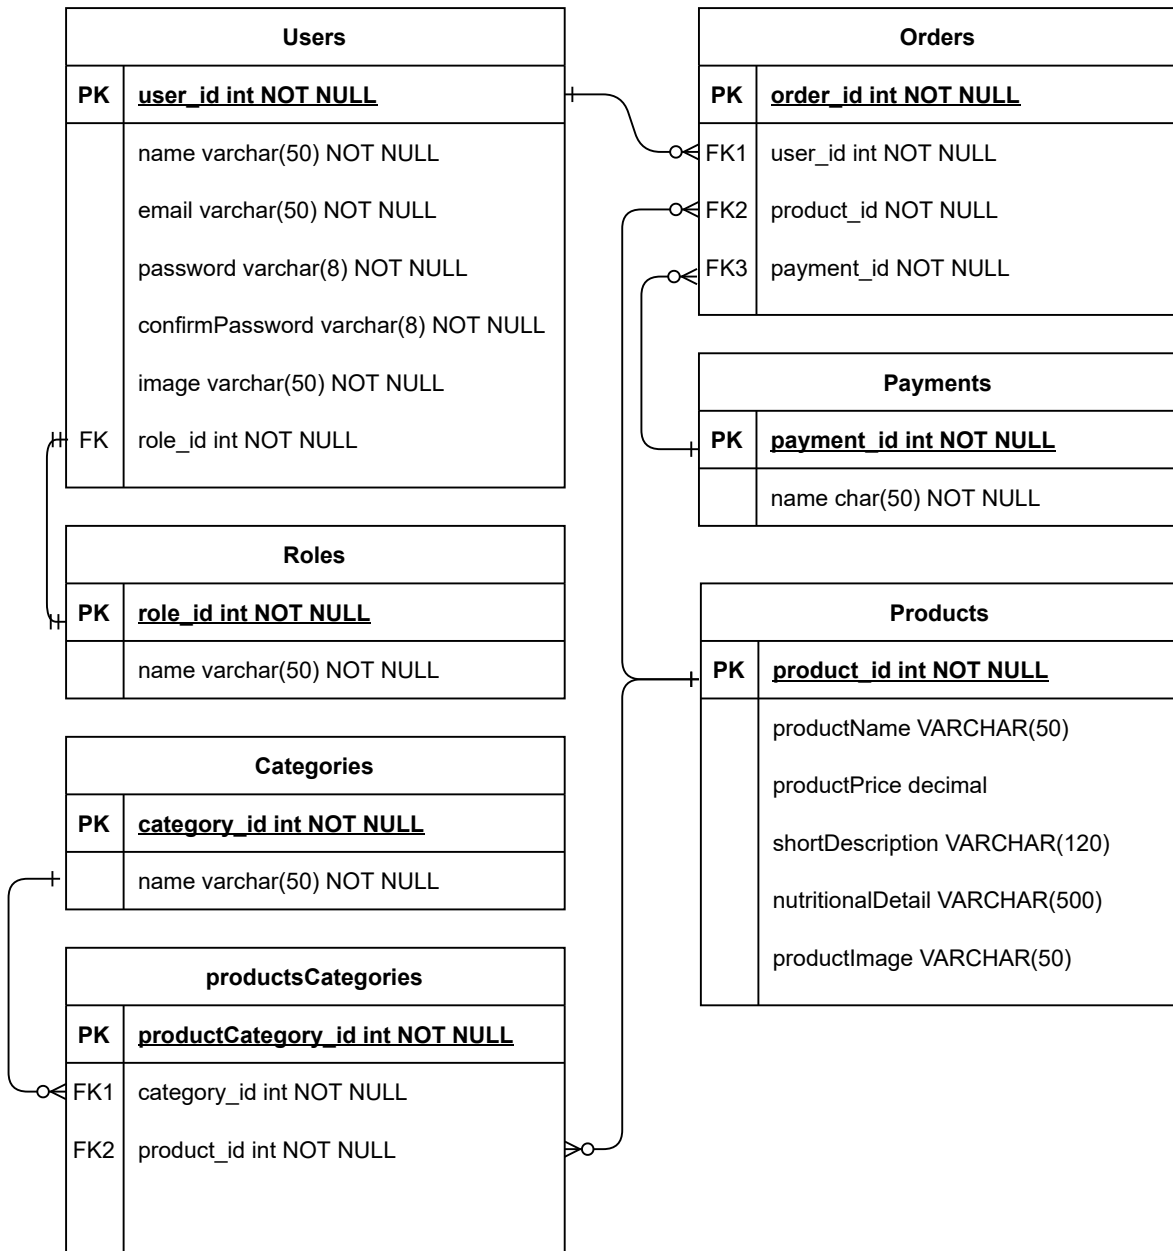 Users
PK user_id int NOT NULL
name varchar(50) NOT NULL
email varchar(50) NOT NULL
password varchar(8) NOT NULL
confirmPassword varchar(8) NOT NULL
image varchar(50) NOT NULL
FK role_id int NOT NULL
Roles
PK role_id int NOT NULL
name varchar(50) NOT NULL
Categories
PK category_id int NOT NULL
name varchar(50) NOT NULL
productsCategories
PK productCategory_id int NOT NULL
FK1 category_id int NOT NULL
FK2 product_id int NOT NULL
Orders
PK order_id int NOT NULL
FK1 user_id int NOT NULL
FK2 product_id NOT NULL
FK3 payment_id NOT NULL
Payments
PK payment_id int NOT NULL
name char(50) NOT NULL
Products
PK product_id int NOT NULL
productName VARCHAR(50)
productPrice decimal
shortDescription VARCHAR(120)
nutritionalDetail VARCHAR(500)
productImage VARCHAR(50)